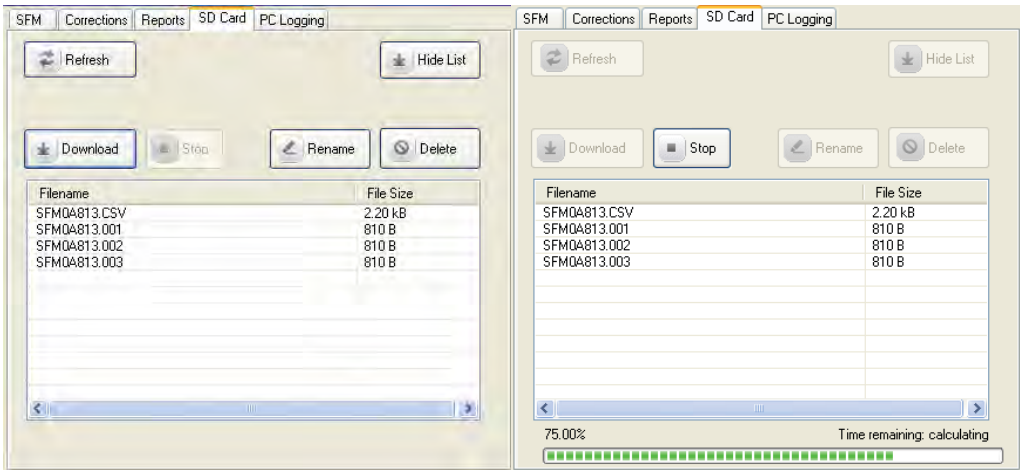 SFM Corrections Reports SD Card PC Logging
Refresh Hide List
Download Stop Rename Delete
Filename File Size
SFM0A813.CSV 2.20 kB
SFM0A813.001 810 B
SFM0A813.002 810 B
SFM0A813.003 810 B
SFM Corrections Reports SD Card PC Logging
Refresh Hide List
Download Stop Rename Delete
Filename File Size
SFM0A813.CSV 2.20 kB
SFM0A813.001 810 B
SFM0A813.002 810 B
SFM0A813.003 810 B
75.00% Time remaining: calculating